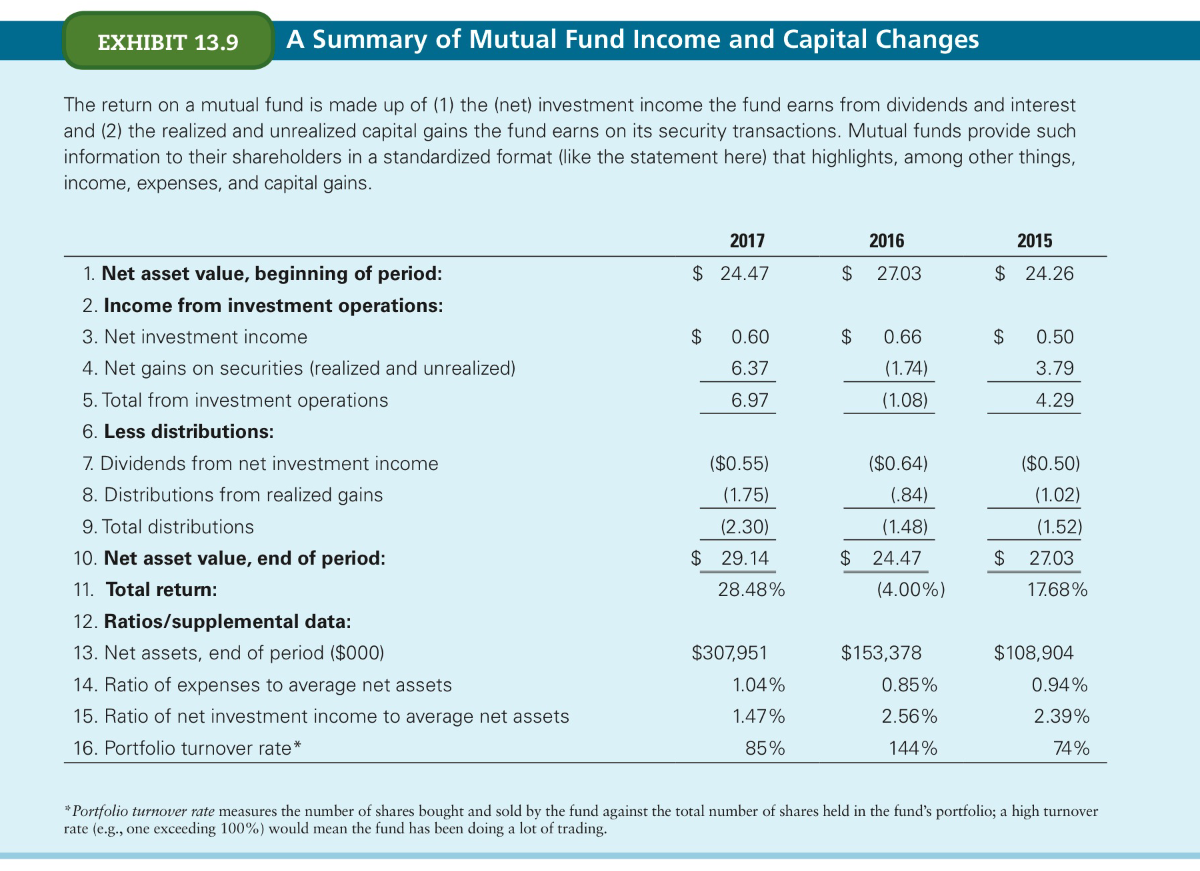 EXHIBIT 13.9 A Summary of Mutual Fund Income and Capital Changes
The return on a mutual fund is made up of (1) the (net) investment income the fund earns from dividends and interest
and (2) the realized and unrealized capital gains the fund earns on its security transactions. Mutual funds provide such
information to their shareholders in a standardized format (like the statement here) that highlights, among other things,
income, expenses, and capital gains.
2017 2016 2015
1. Net asset value, beginning of period: $ 24.47 $ 27.03 $ 24.26
2. Income from investment operations:
3. Net investment income $ 0.60 $ 0.66 $ 0.50
4. Net gains on securities (realized and unrealized) 6.37 (1.74) 3.79
5. Total from investment operations 6.97 (1.08) 4.29
6. Less distributions:
7. Dividends from net investment income ($0.55) ($0.64) ($0.50)
8. Distributions from realized gains (1.75) (.84) (1.02)
9. Total distributions (2.30) (1.48) (1.52)
10. Net asset value, end of period: $ 29.14 $ 24.47 $ 27.03
11. Total return: 28.48% (4.00%) 17.68%
12. Ratios/supplemental data:
13. Net assets, end of period ($000) $307,951 $153,378 $108,904
14. Ratio of expenses to average net assets 1.04% 0.85% 0.94%
15. Ratio of net investment income to average net assets 1.47% 2.56% 2.39%
16. Portfolio turnover rate* 85% 144% 74%
*Portfolio turnover rate measures the number of shares bought and sold by the fund against the total number of shares held in the fund's portfolio; a high turnover
rate (e.g., one exceeding 100%) would mean the fund has been doing a lot of trading.